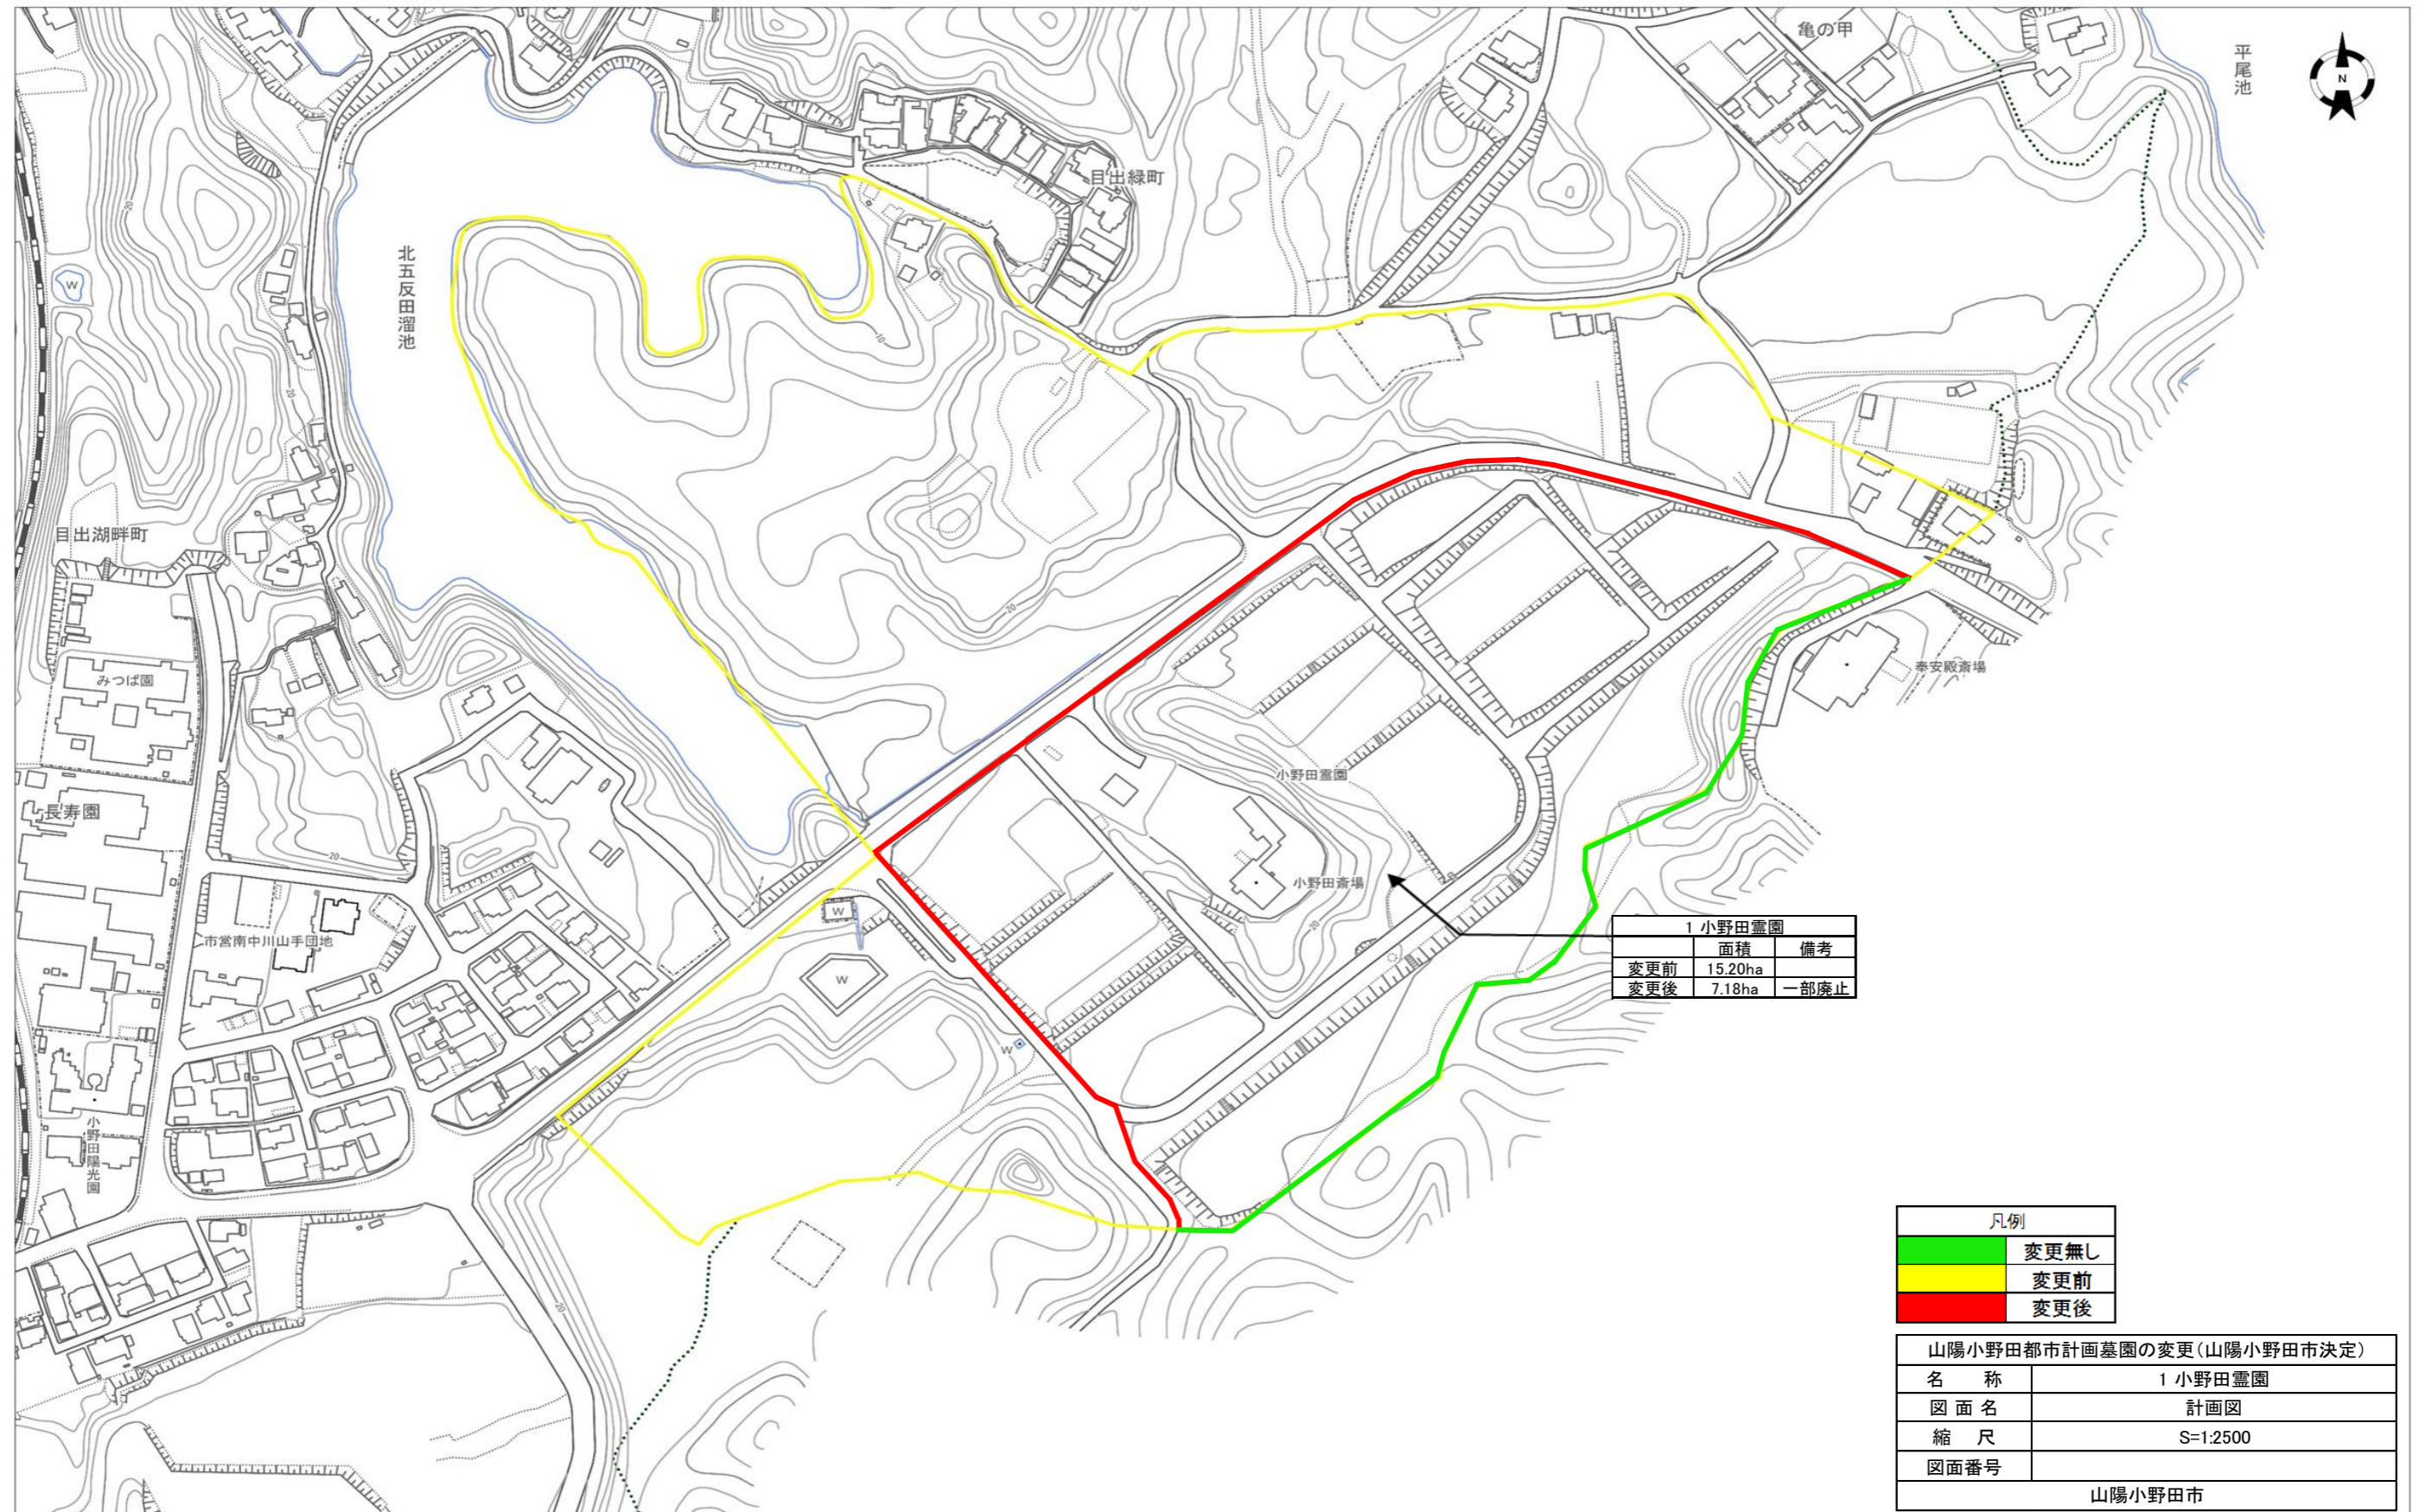 亀の甲
平尾池
N
目出緑町
北五反田溜池
W
20
20
10
目出湖畔町
20
みつば園
奉安殿斎場
小野田霊園
長寿園
20
小野田斎場
20
W
市営南中川山手団地
W
W
小野田陽光園
20
1 小野田霊園
面積 備考
変更前 15.20ha
変更後 7.18ha 一部廃止
凡例
変更無し
変更前
変更後
山陽小野田都市計画墓園の変更(山陽小野田市決定)
名 称 1 小野田霊園
図面名 計画図
縮 尺 S=1:2500
図面番号
山陽小野田市